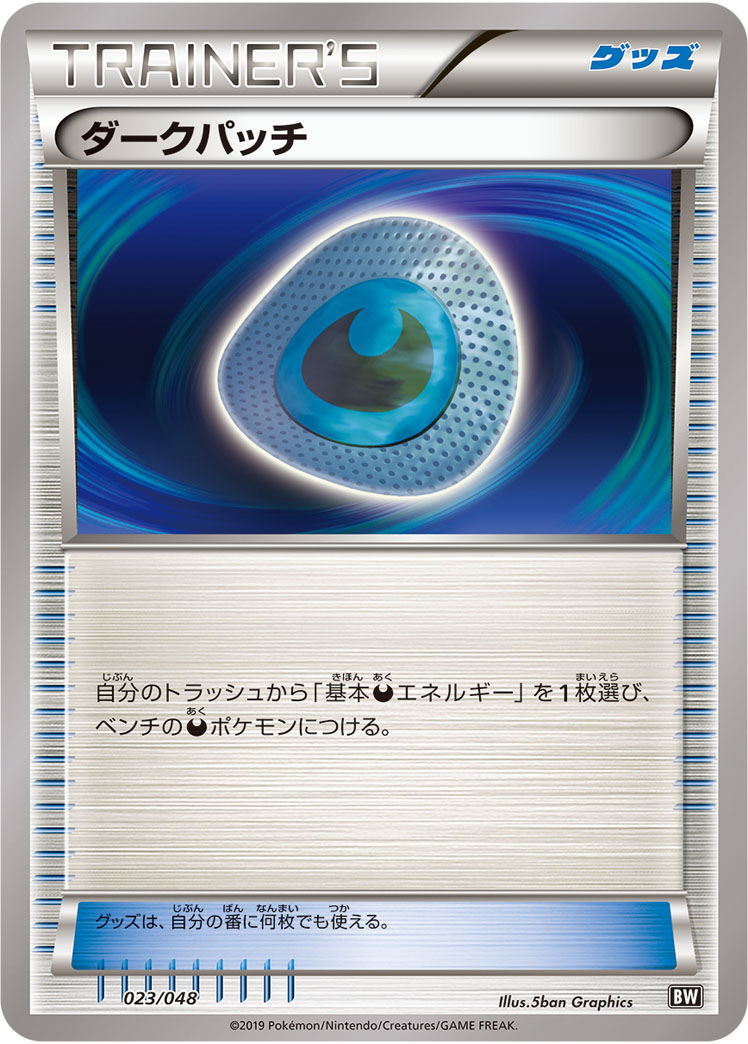 TRAINER'S
グッズ
ダークパッチ
自分のトラッシュから「基本エネルギー」を1枚選び、
ベンチのポケモンにつける。
グッズは、自分の番に何枚でも使える。
023/048
Illus.5ban Graphics
BW
©2019 Pokémon/Nintendo/Creatures/GAME FREAK.